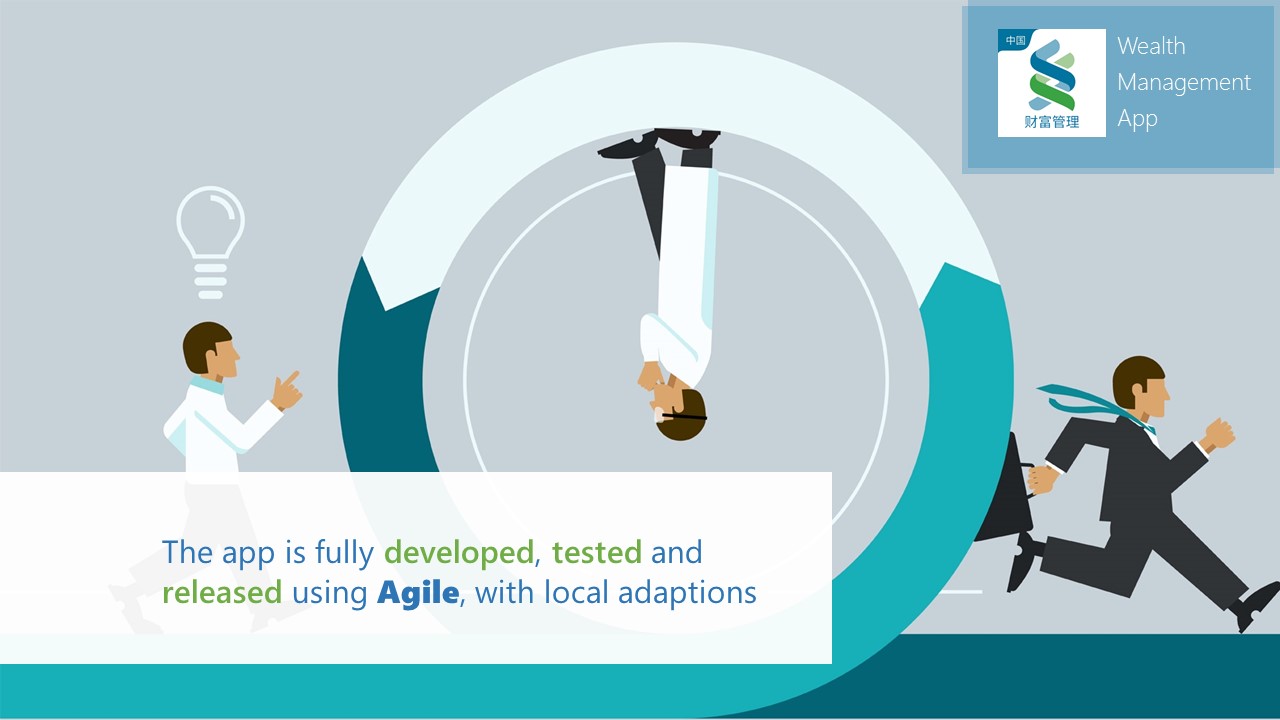 中国
财富管理
Wealth
Management
App
The app is fully developed, tested and
released using Agile, with local adaptions